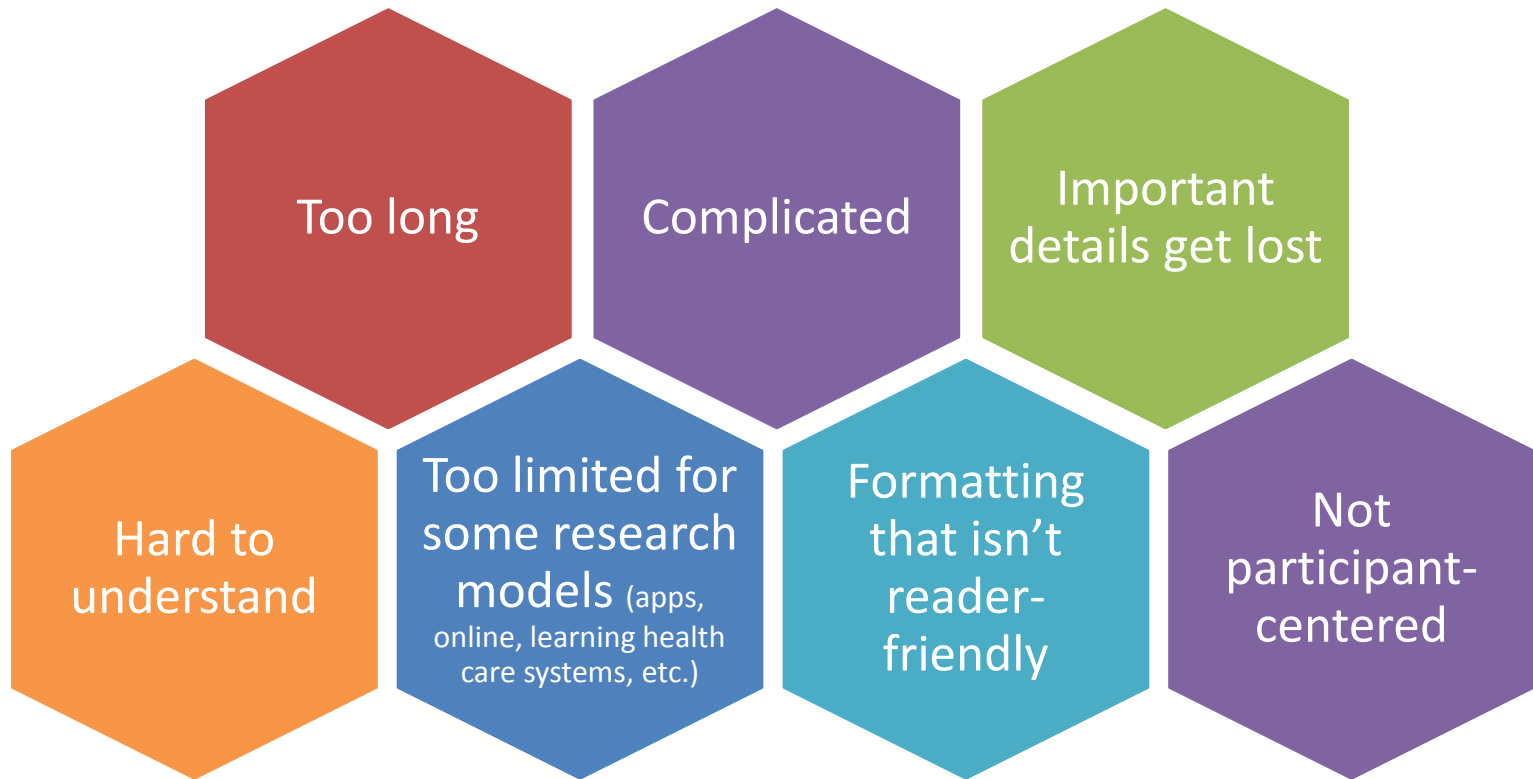 Too long
Complicated
Important
details get lost
Hard to
understand
Too limited for
some research
models (apps,
online, learning health
care systems, etc.)
Formatting
that isn’t
reader-
friendly
Not
participant-
centered